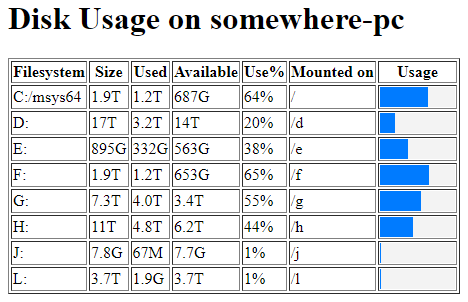 Disk Usage on somewhere-pc
Filesystem Size Used Available Use% Mounted on Usage
C:/msys64 1.9T 1.2T 687G 64% /
D: 17T 3.2T 14T 20% /d
E: 895G 332G 563G 38% /e
F: 1.9T 1.2T 653G 65% /f
G: 7.3T 4.0T 3.4T 55% /g
H: 11T 4.8T 6.2T 44% /h
J: 7.8G 67M 7.7G 1% /j
L: 3.7T 1.9G 3.7T 1% /l